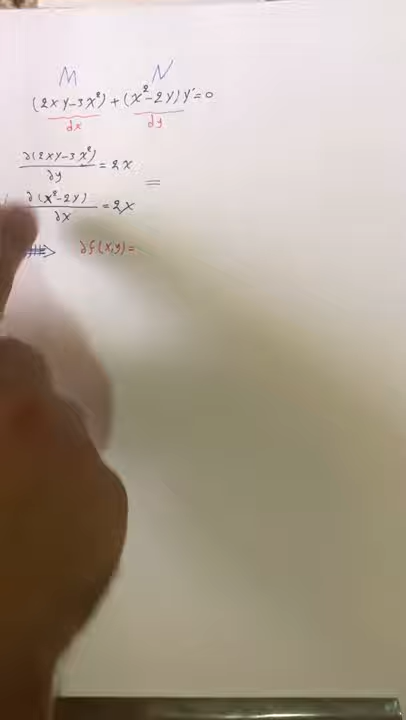 M N
(2xy-3x²)+(x²-2y)y'=0
dx dy
∂(2xy-3x²)/∂y = 2x
=
∂(x²-2y)/∂x = 2x
⇒ ∂f(x,y)=